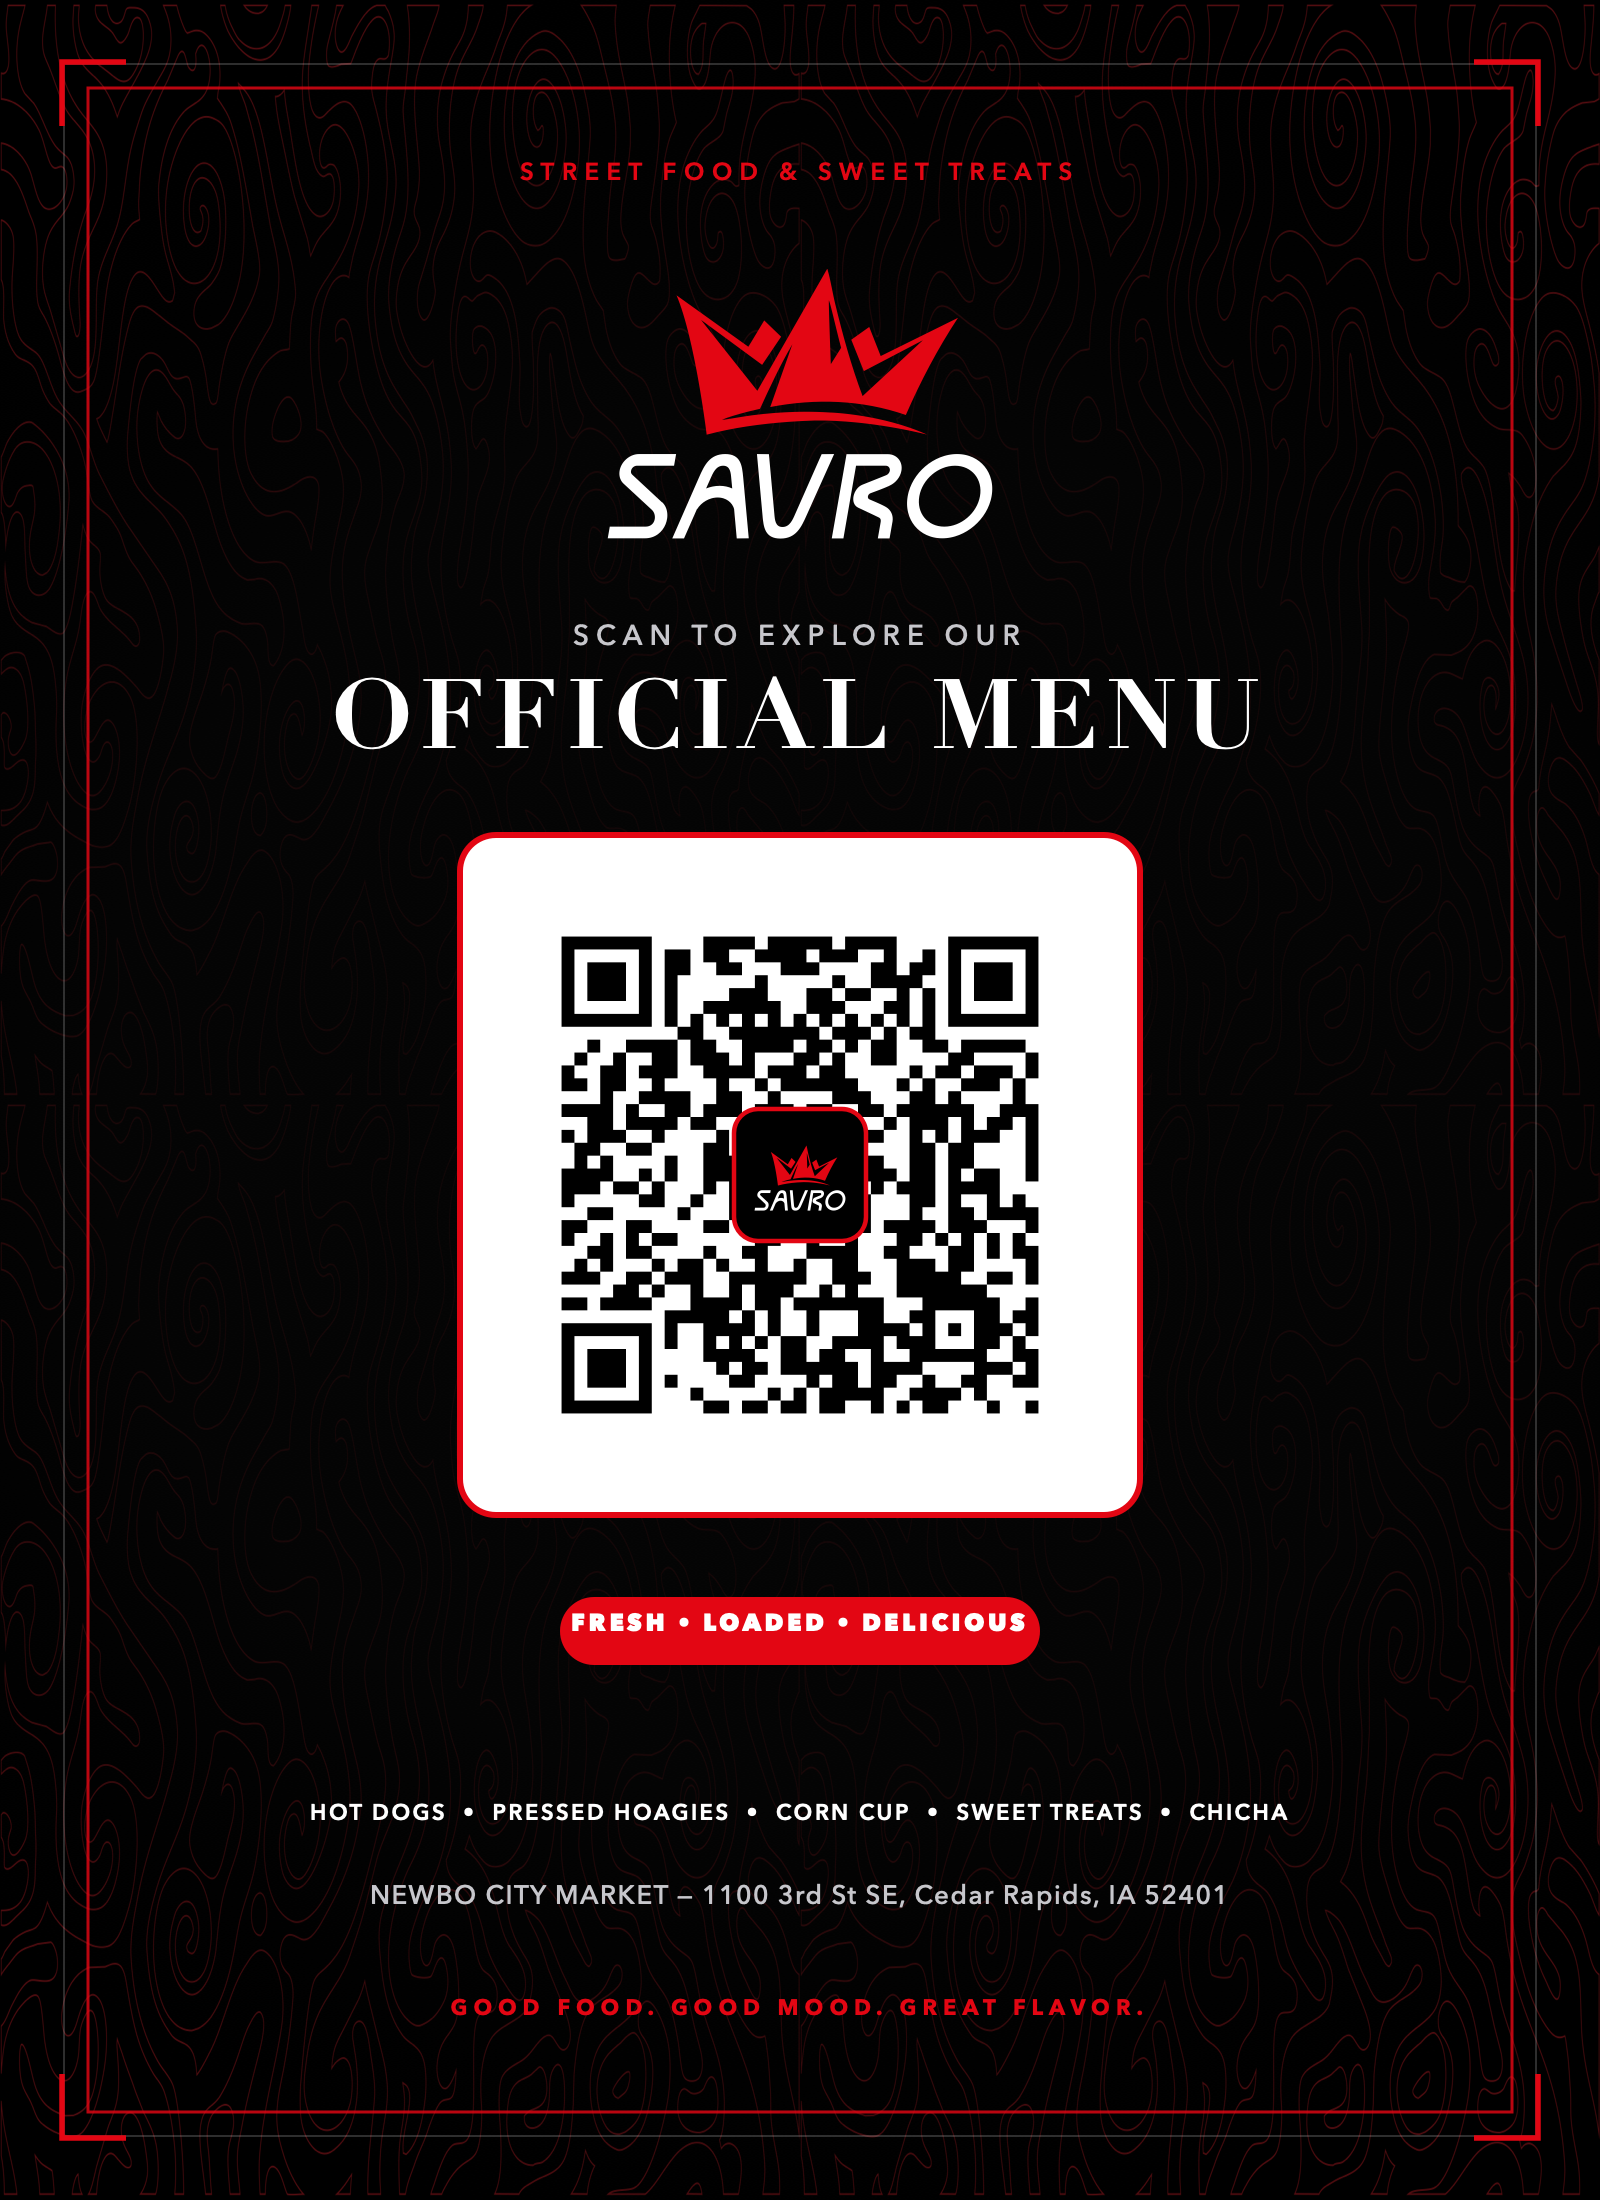 STREET FOOD & SWEET TREATS
SAVRO
SCAN TO EXPLORE OUR
OFFICIAL MENU
SAVRO
FRESH • LOADED • DELICIOUS
HOT DOGS • PRESSED HOAGIES • CORN CUP • SWEET TREATS • CHICHA
NEWBO CITY MARKET – 1100 3rd St SE, Cedar Rapids, IA 52401
GOOD FOOD. GOOD MOOD. GREAT FLAVOR.